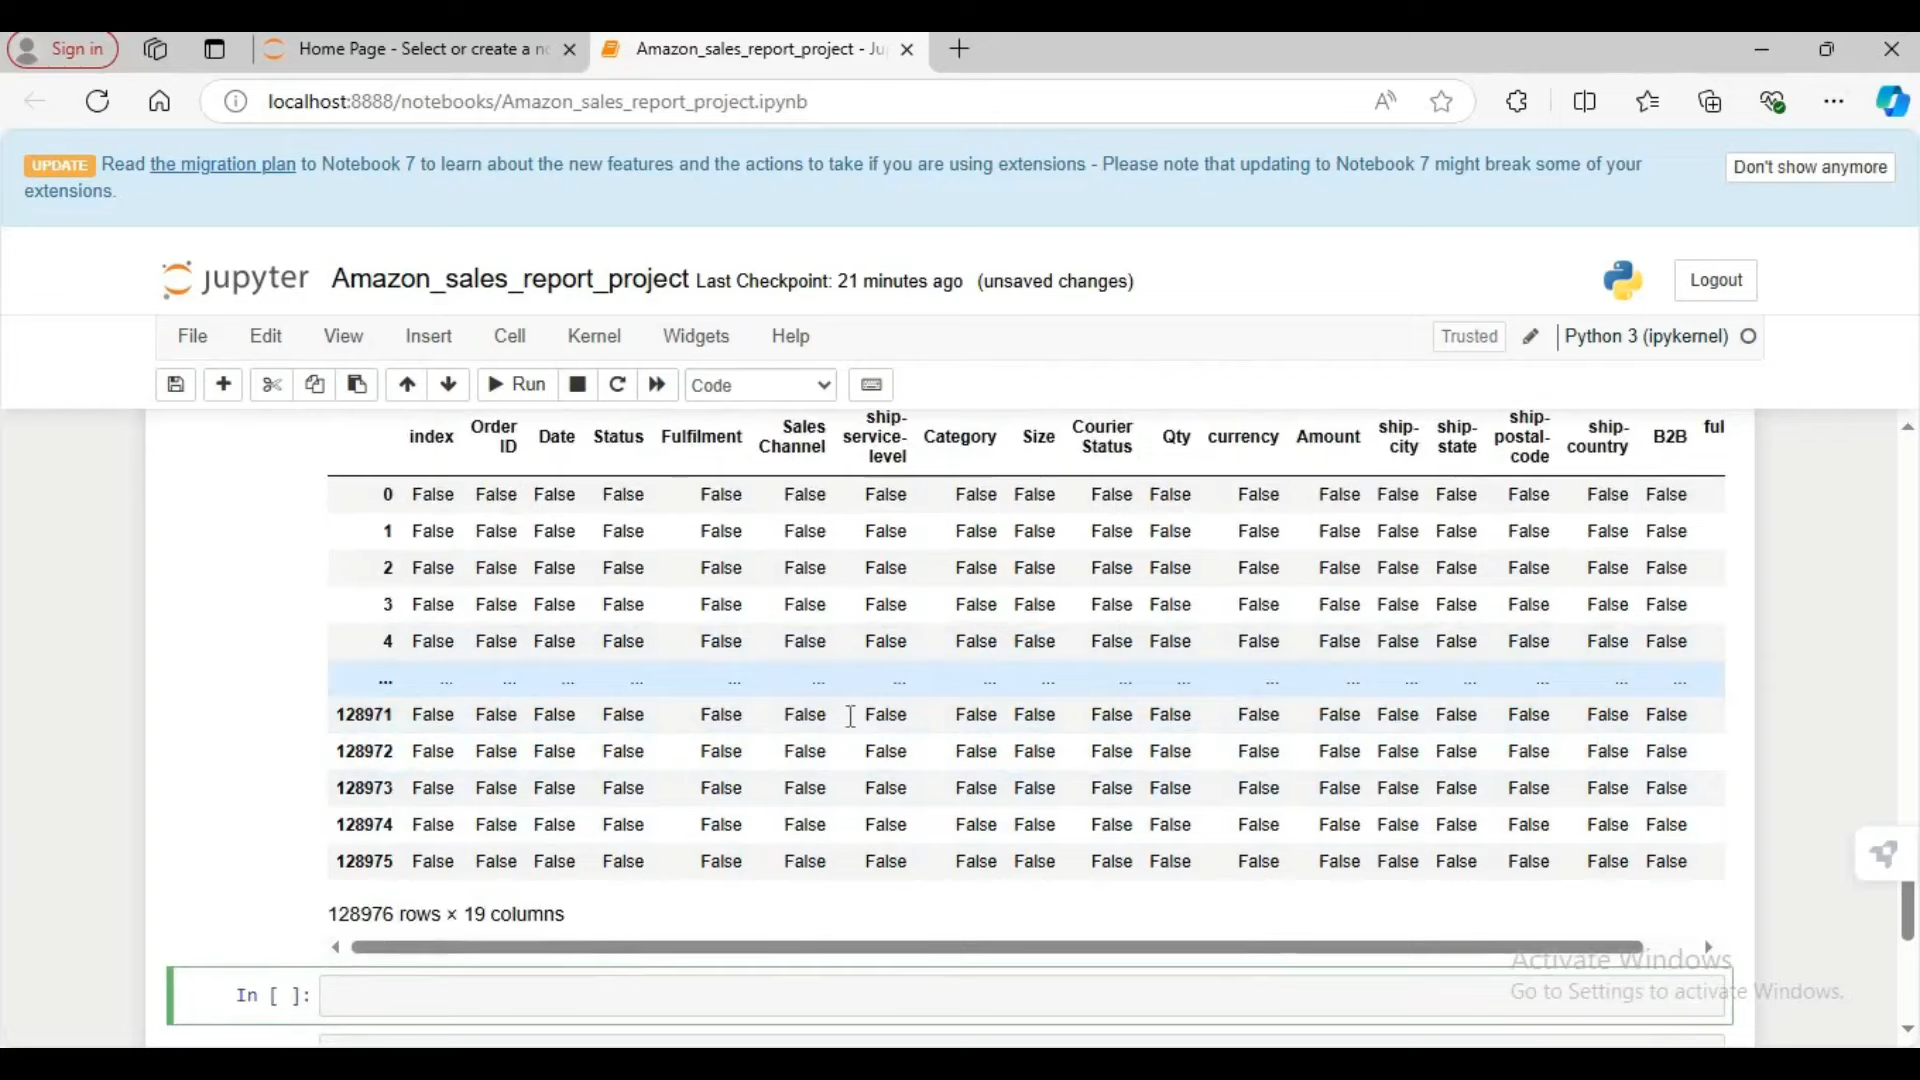 Sign in
Home Page - Select or create a n
Amazon_sales_report_project - Ju
localhost:8888/notebooks/Amazon_sales_report_project.ipynb
UPDATE Read the migration plan to Notebook 7 to learn about the new features and the actions to take if you are using extensions - Please note that updating to Notebook 7 might break some of your
extensions.
Don't show anymore
jupyter Amazon_sales_report_project Last Checkpoint: 21 minutes ago (unsaved changes)
Logout
File Edit View Insert Cell Kernel Widgets Help
Trusted Python 3 (ipykernel)
Run Code
index Order ID Date Status Fulfilment Sales Channel ship-service-level Category Size Courier Status Qty currency Amount ship-city ship-state ship-postal-code ship-country B2B ful
0 False False False False False False False False False False False False False False False False False False
1 False False False False False False False False False False False False False False False False False False
2 False False False False False False False False False False False False False False False False False False
3 False False False False False False False False False False False False False False False False False False
4 False False False False False False False False False False False False False False False False False False
... ... ... ... ... ... ... ... ... ... ... ... ... ... ... ... ... ... ...
128971 False False False False False False False False False False False False False False False False False False
128972 False False False False False False False False False False False False False False False False False False
128973 False False False False False False False False False False False False False False False False False False
128974 False False False False False False False False False False False False False False False False False False
128975 False False False False False False False False False False False False False False False False False False
128976 rows × 19 columns
In [ ]:
Activate Windows
Go to Settings to activate Windows.